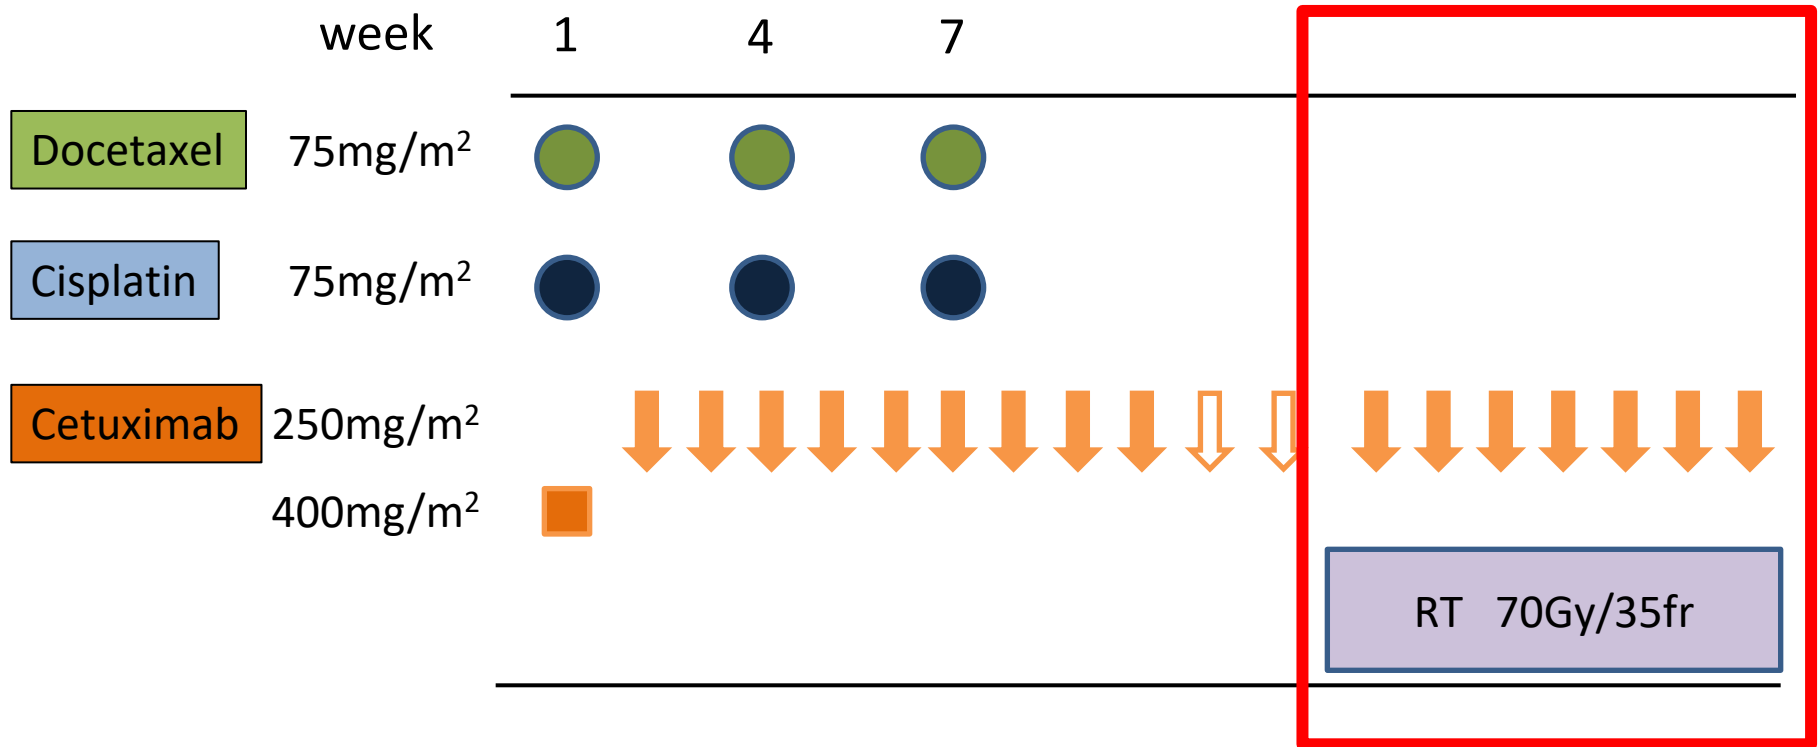 week 1 4 7
Docetaxel 75mg/m²
Cisplatin 75mg/m²
Cetuximab 250mg/m²
400mg/m²
RT 70Gy/35fr